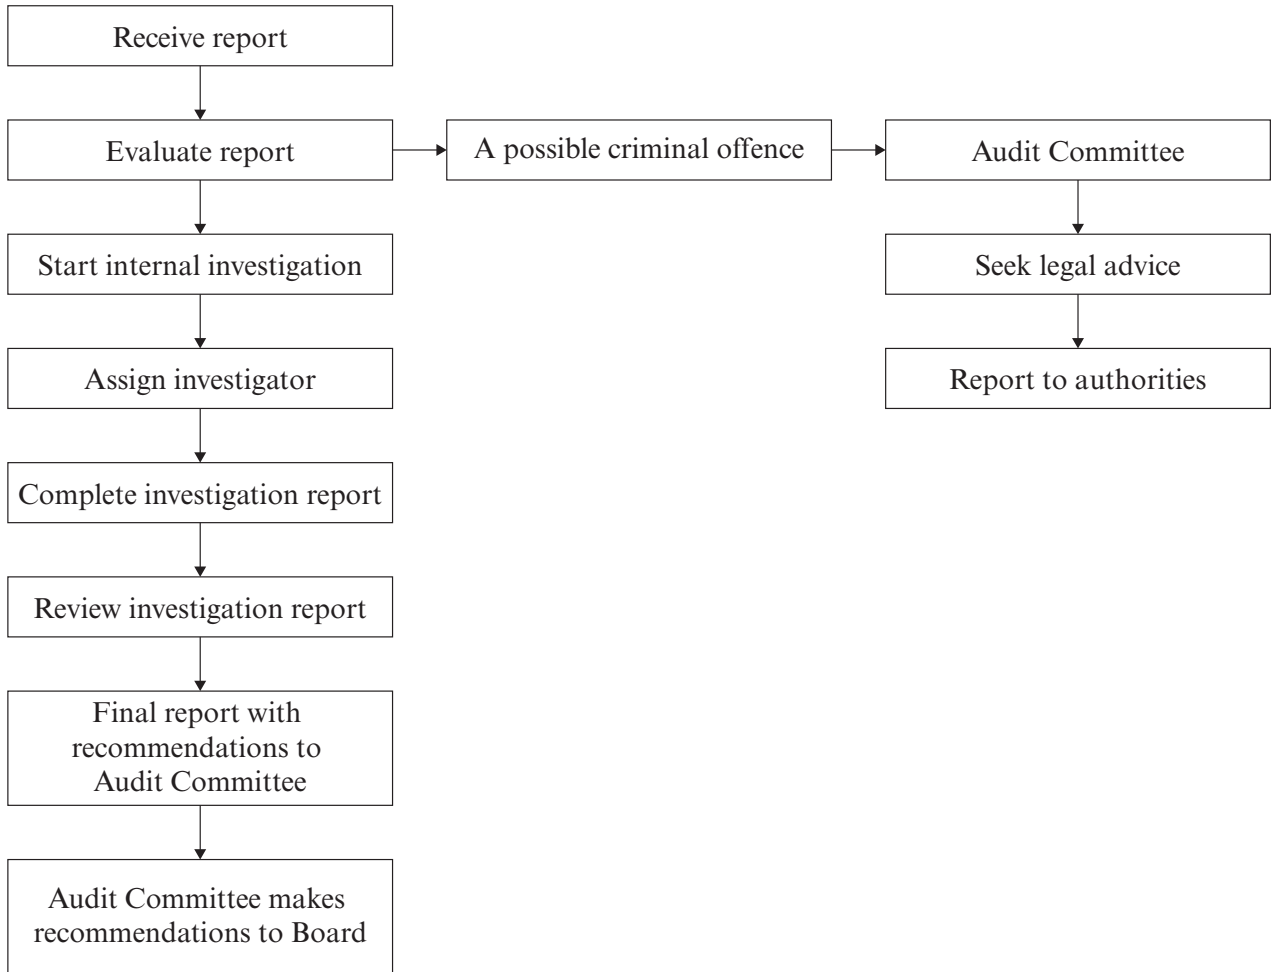 Receive report
Evaluate report
A possible criminal offence
Audit Committee
Start internal investigation
Seek legal advice
Assign investigator
Report to authorities
Complete investigation report
Review investigation report
Final report with
recommendations to
Audit Committee
Audit Committee makes
recommendations to Board